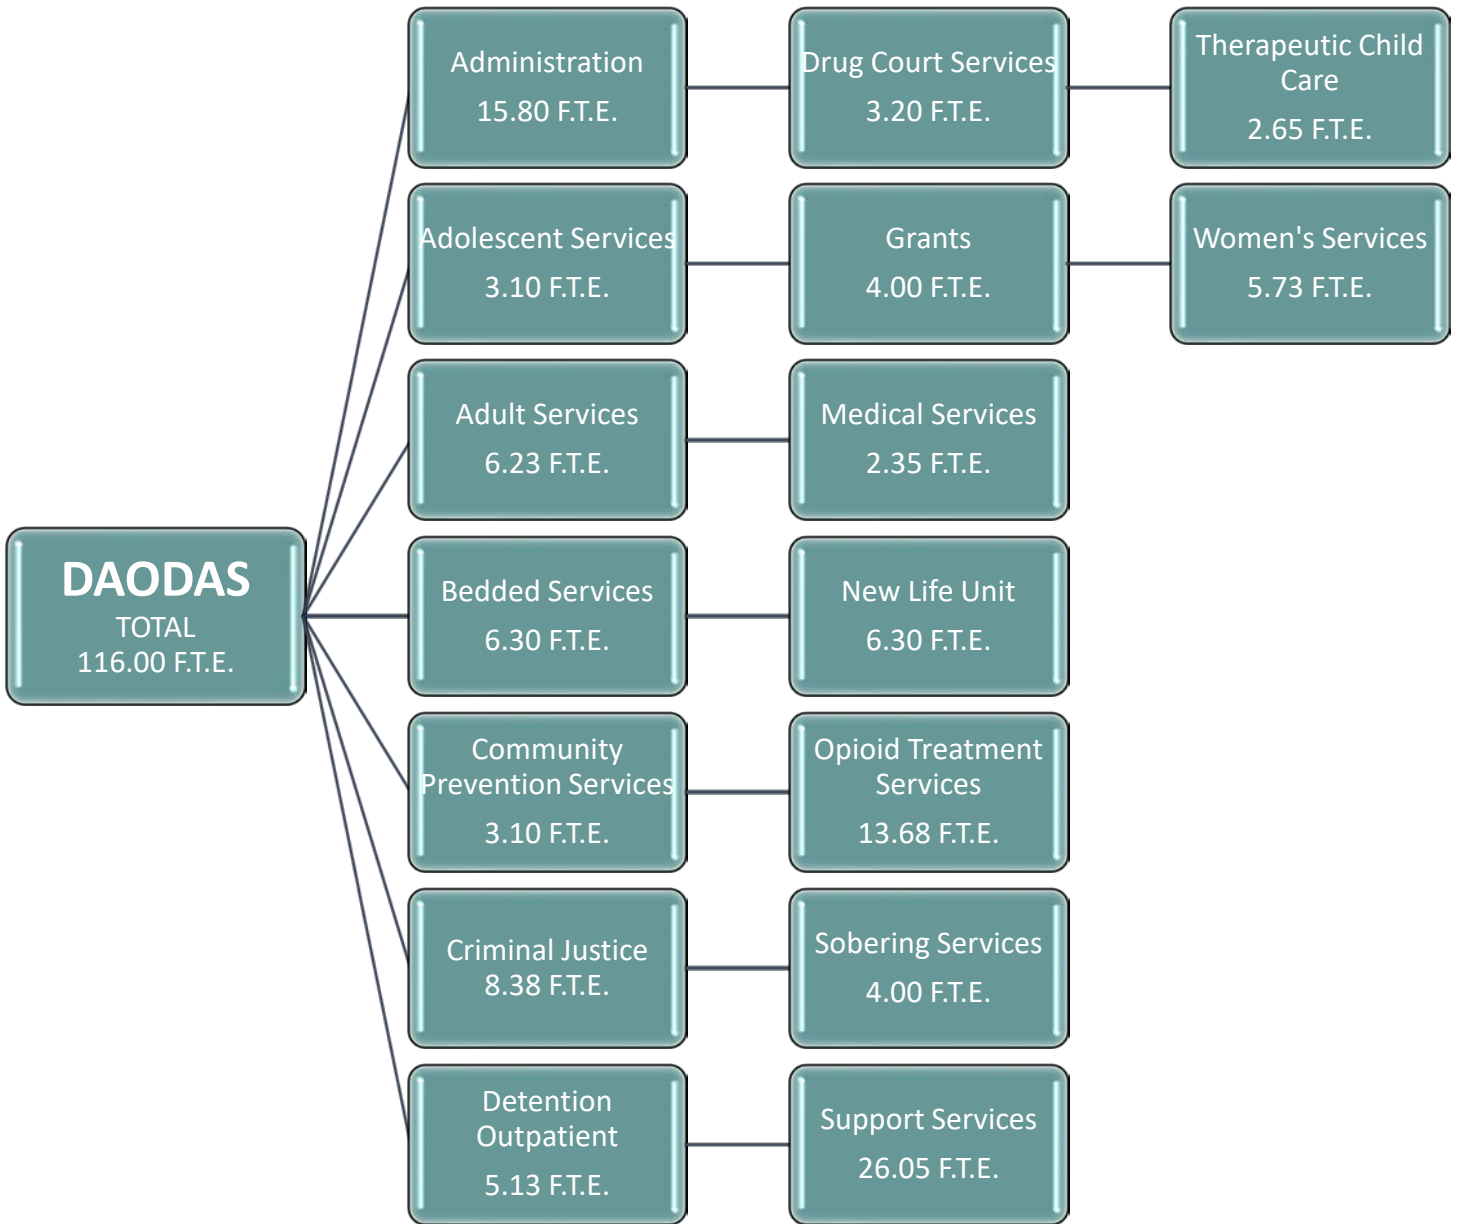 DAODAS
TOTAL
116.00 F.T.E.
Administration
15.80 F.T.E.
Drug Court Services
3.20 F.T.E.
Therapeutic Child
Care
2.65 F.T.E.
Adolescent Services
3.10 F.T.E.
Grants
4.00 F.T.E.
Women's Services
5.73 F.T.E.
Adult Services
6.23 F.T.E.
Medical Services
2.35 F.T.E.
Bedded Services
6.30 F.T.E.
New Life Unit
6.30 F.T.E.
Community
Prevention Services
3.10 F.T.E.
Opioid Treatment
Services
13.68 F.T.E.
Criminal Justice
8.38 F.T.E.
Sobering Services
4.00 F.T.E.
Detention
Outpatient
5.13 F.T.E.
Support Services
26.05 F.T.E.